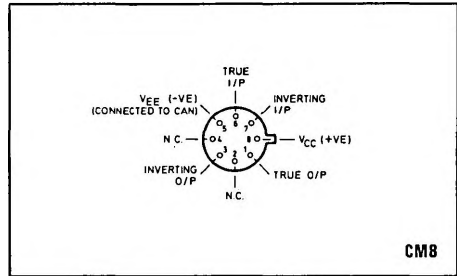 TRUE
I/P
VEE (-VE)
(CONNECTED TO CAN)
INVERTING
I/P
6
5
7
N.C.
4
8
VCC (+VE)
3
2
1
INVERTING
O/P
TRUE O/P
N.C.
CM8